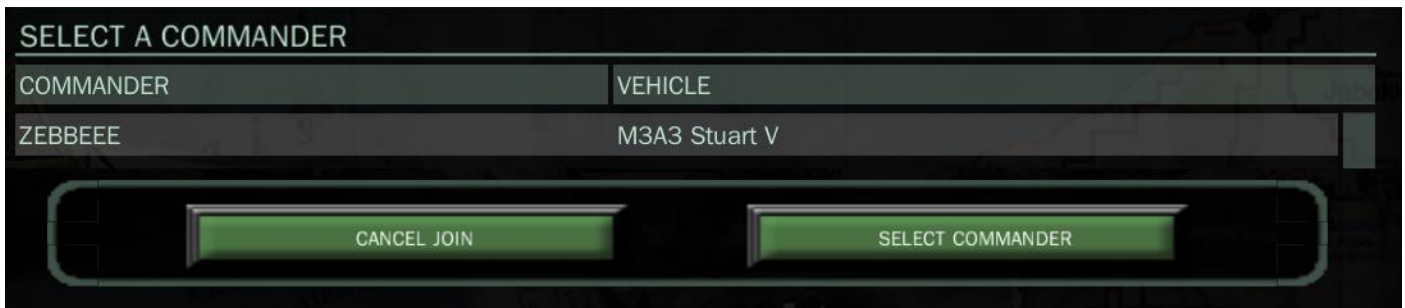 SELECT A COMMANDER
COMMANDER VEHICLE
ZEBBEEE M3A3 Stuart V
CANCEL JOIN SELECT COMMANDER